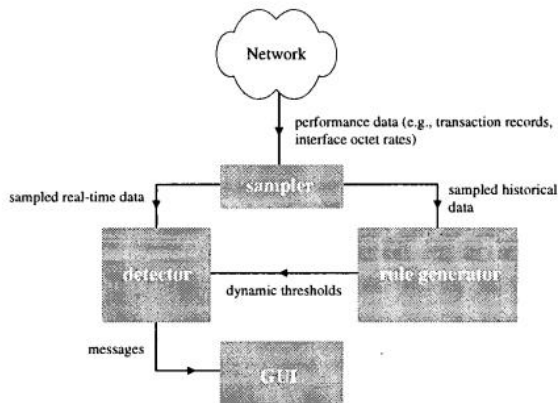 Network
performance data (e.g., transaction records,
interface octet rates)
sampler
sampled real-time data
sampled historical
data
detector
rule generator
dynamic thresholds
messages
GUI